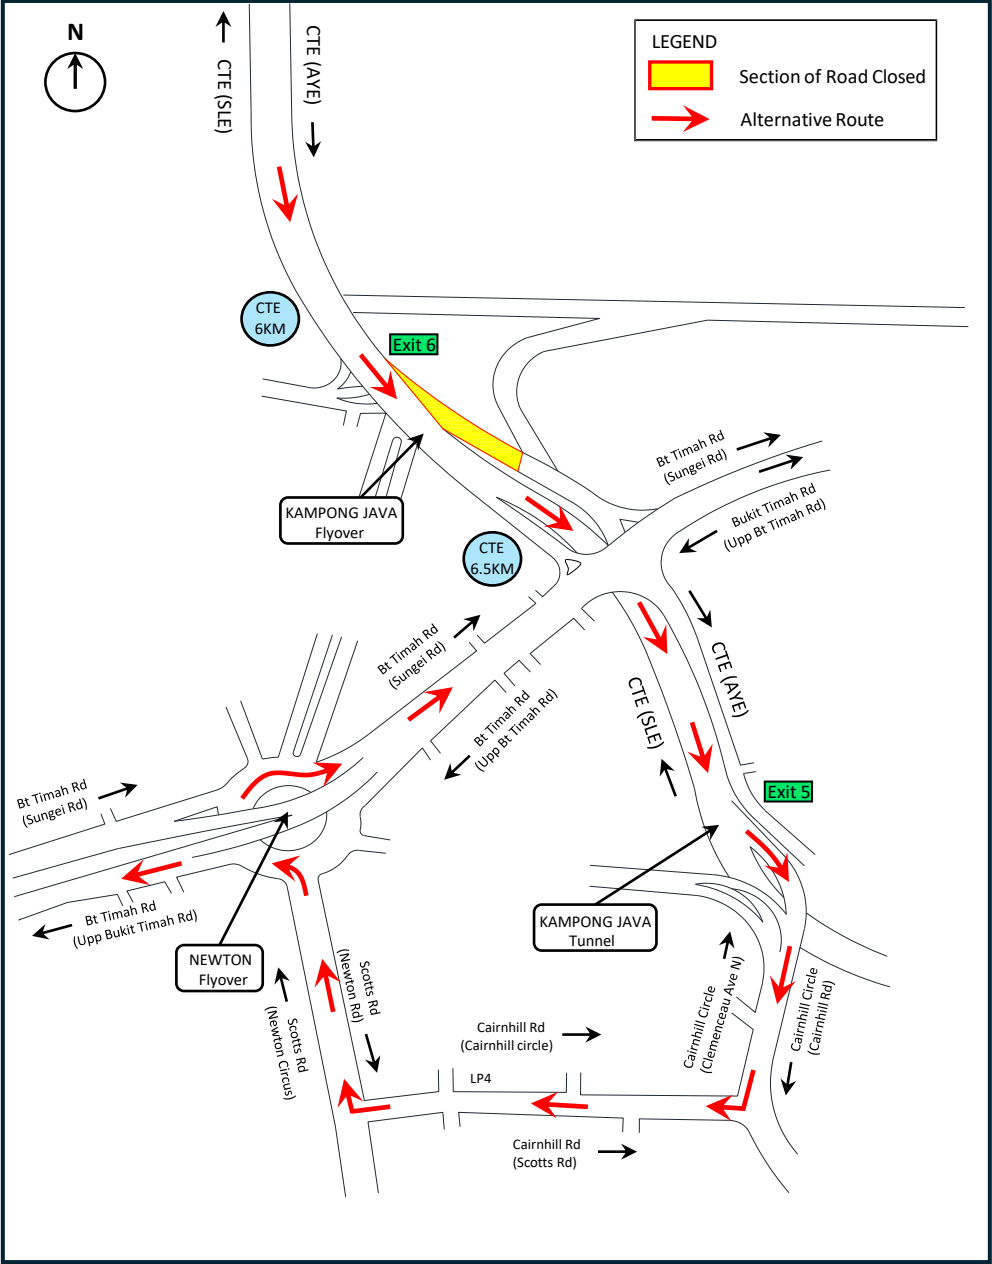 N
CTE (SLE)
CTE (AYE)
LEGEND
Section of Road Closed
Alternative Route
CTE
6KM
Exit 6
Bt Timah Rd
(Sungei Rd)
Bukit Timah Rd
(Upp Bt Timah Rd)
KAMPONG JAVA
Flyover
CTE
6.5KM
Bt Timah Rd
(Sungei Rd)
CTE (AYE)
CTE (SLE)
Bt Timah Rd
(Upp Bt Timah Rd)
Bt Timah Rd
(Sungei Rd)
Exit 5
Bt Timah Rd
(Upp Bukit Timah Rd)
KAMPONG JAVA
Tunnel
NEWTON
Flyover
Scotts Rd
(Newton Rd)
Scotts Rd
(Newton Circus)
Cairnhill Circle
(Clemenceau Ave N)
Cairnhill Circle
(Cairnhill Rd)
Cairnhill Rd
(Cairnhill circle)
LP4
Cairnhill Rd
(Scotts Rd)